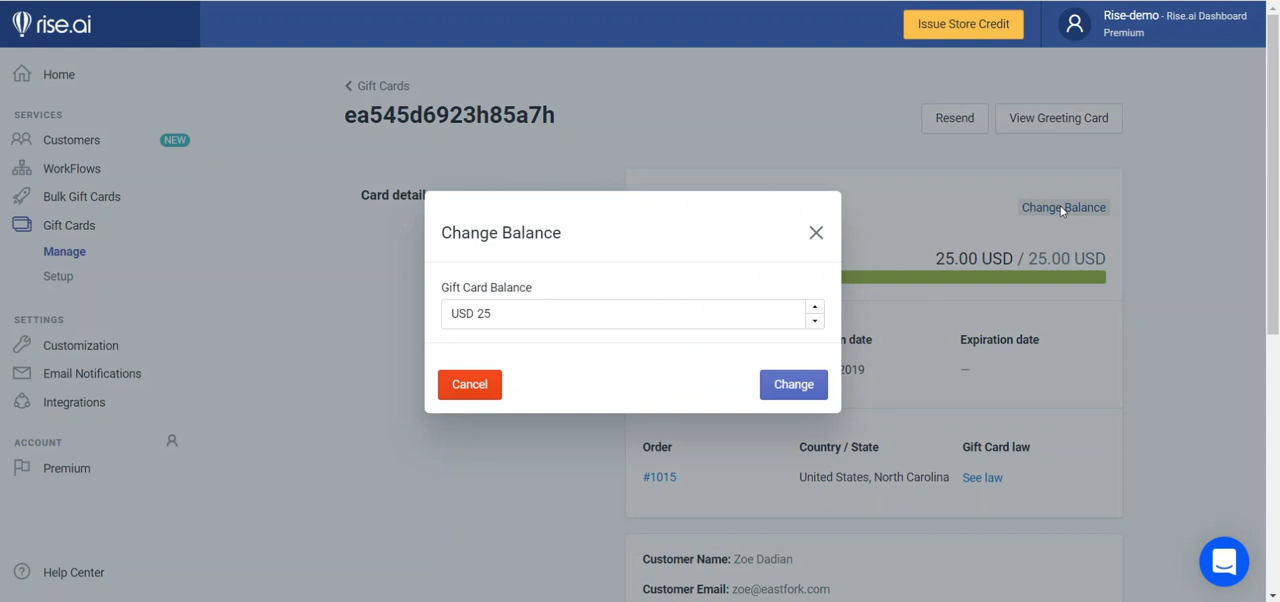 rise.ai
Issue Store Credit
Rise-demo - Rise.ai Dashboard
Premium
Home
SERVICES
Customers NEW
WorkFlows
Bulk Gift Cards
Gift Cards
Manage
Setup
SETTINGS
Customization
Email Notifications
Integrations
ACCOUNT
Premium
Help Center
Gift Cards
ea545d6923h85a7h
Resend
View Greeting Card
Card detail
Change Balance
25.00 USD / 25.00 USD
Change Balance
Gift Card Balance
USD 25
Cancel
Change
n date
Expiration date
2019
—
Order
Country / State
Gift Card law
#1015
United States, North Carolina
See law
Customer Name: Zoe Dadian
Customer Email: zoe@eastfork.com